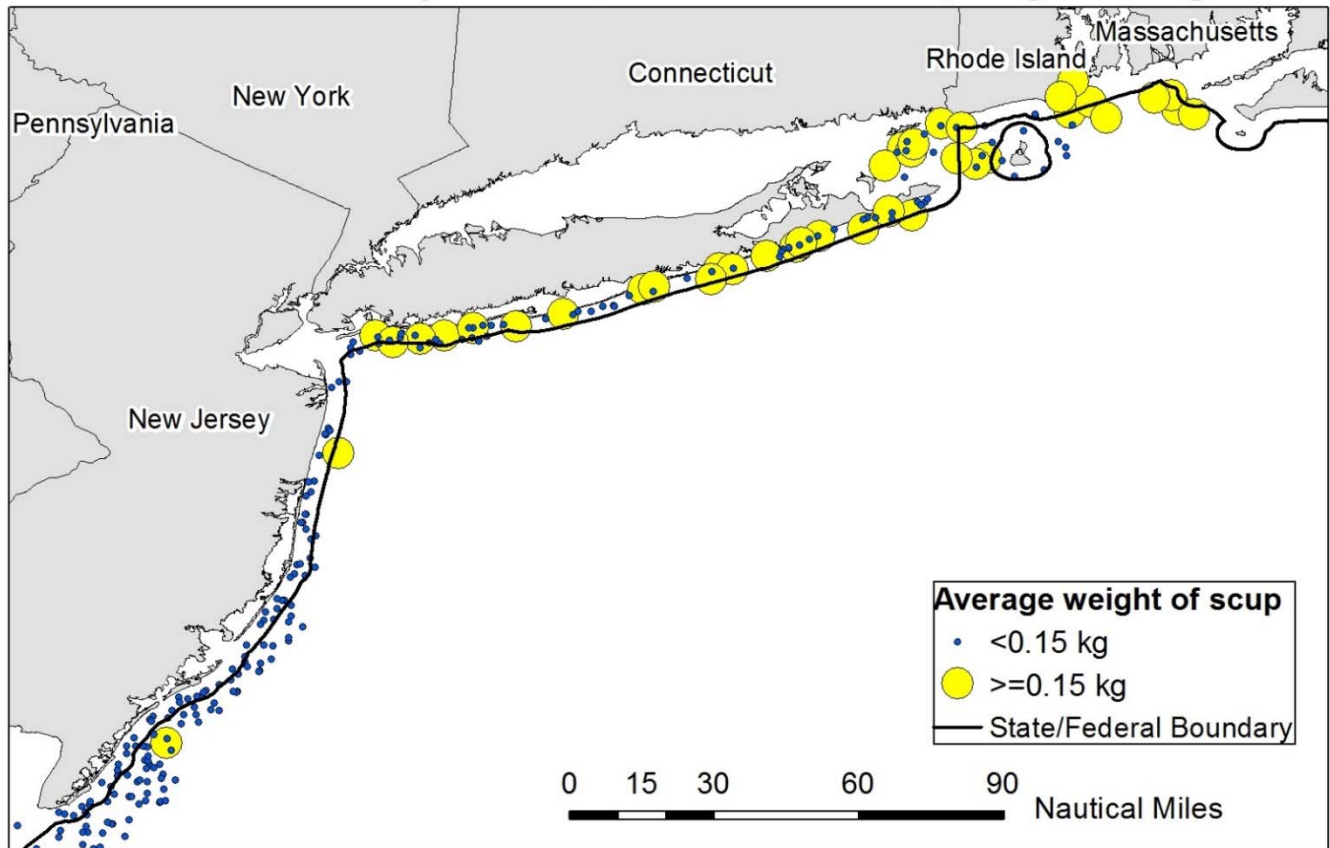 Massachusetts
Rhode Island
Connecticut
New York
Pennsylvania
New Jersey
Average weight of scup
<0.15 kg
>=0.15 kg
State/Federal Boundary
0 15 30 60 90
Nautical Miles